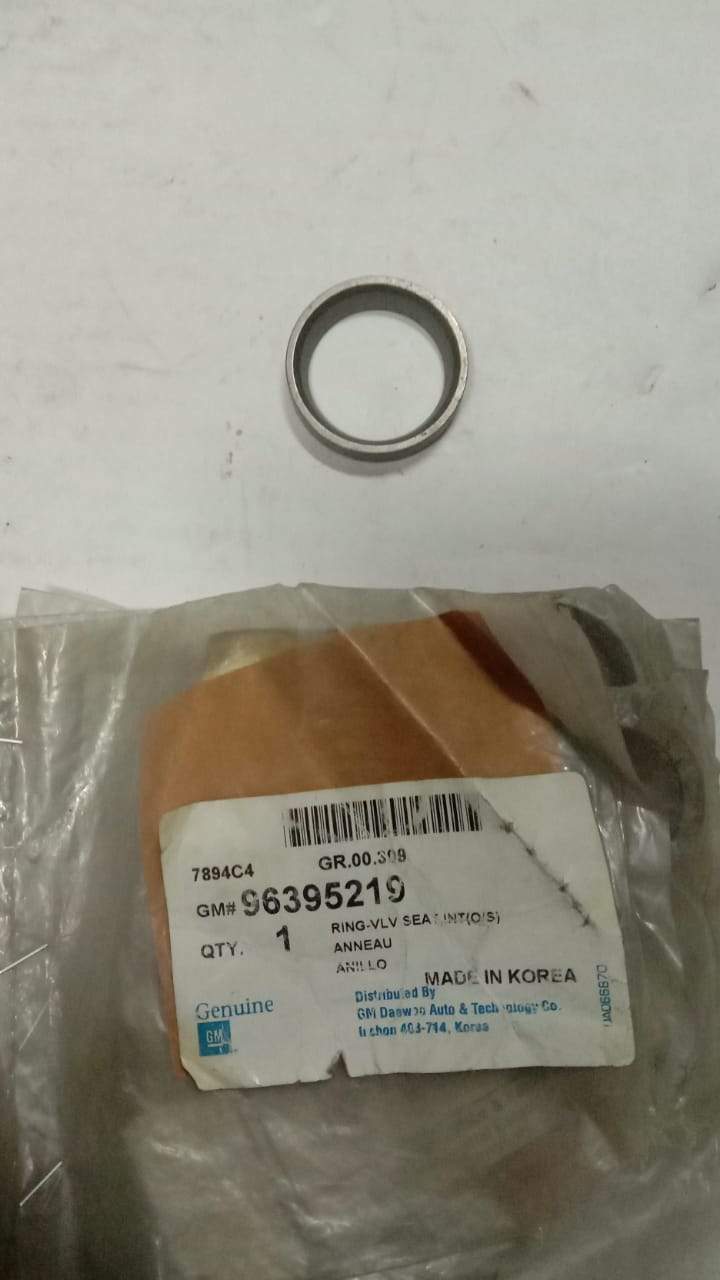 7894C4
GR.00.309
GM# 96395219
QTY. 1
RING-VLV SEAT INT(O/S)
ANNEAU
ANILLO
MADE IN KOREA
Genuine
GM
Distributed By
GM Daewoo Auto & Technology Co.
Inchon 403-714, Korea